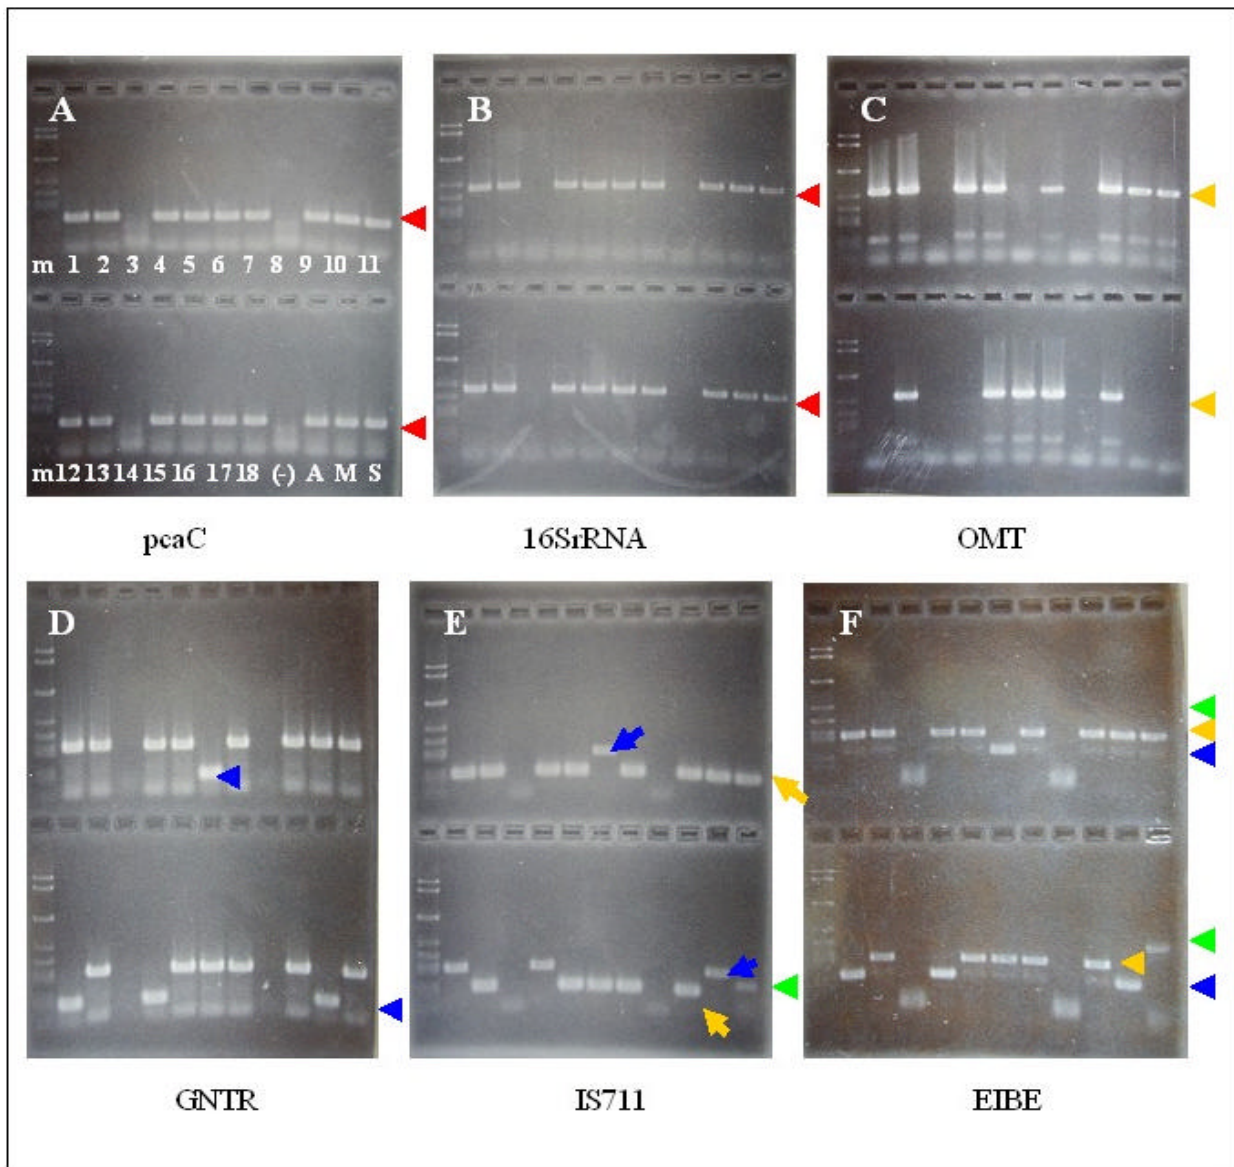 A B C
m 1 2 3 4 5 6 7 8 9 10 11
m 12 13 14 15 16 17 18 (-) A M S
pcaC 16SrRNA OMT
D E F
GNTR IS711 EIBE